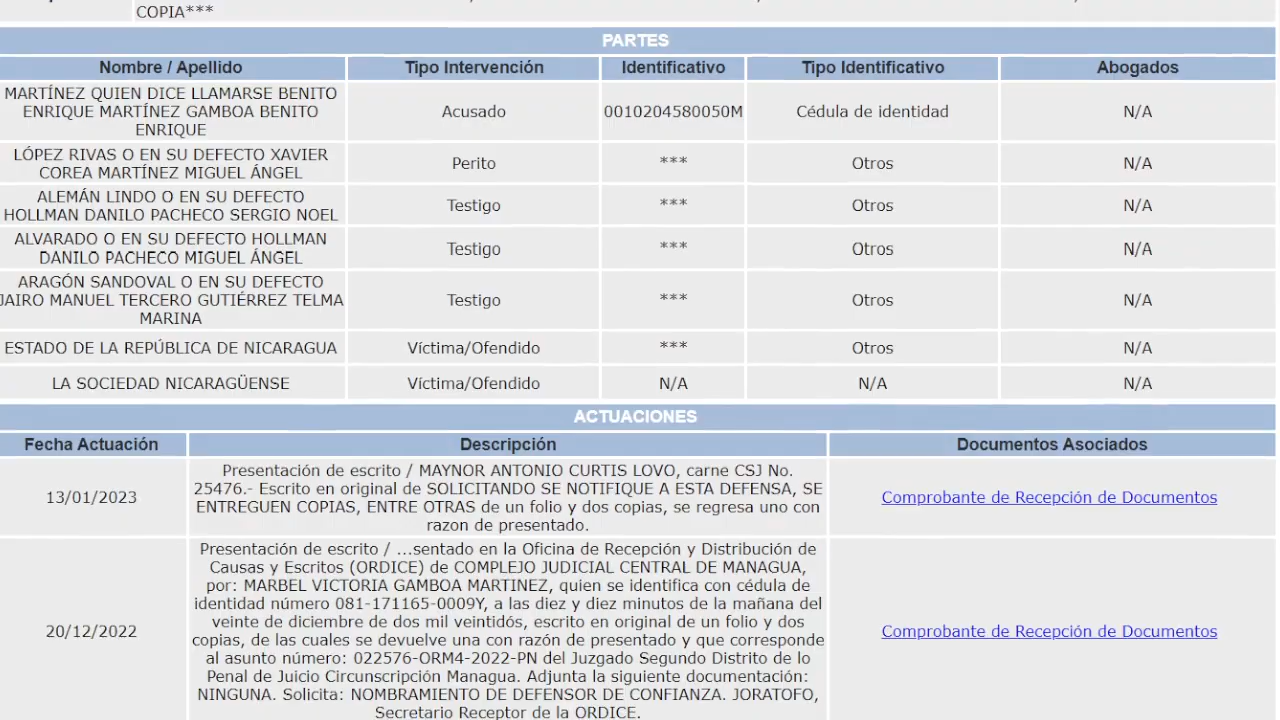 COPIA***
PARTES
Nombre / Apellido Tipo Intervención Identificativo Tipo Identificativo Abogados
MARTÍNEZ QUIEN DICE LLAMARSE BENITO
ENRIQUE MARTÍNEZ GAMBOA BENITO
ENRIQUE
Acusado 0010204580050M Cédula de identidad N/A
LÓPEZ RIVAS O EN SU DEFECTO XAVIER
COREA MARTÍNEZ MIGUEL ÁNGEL
Perito *** Otros N/A
ALEMÁN LINDO O EN SU DEFECTO
HOLLMAN DANILO PACHECO SERGIO NOEL
Testigo *** Otros N/A
ALVARADO O EN SU DEFECTO HOLLMAN
DANILO PACHECO MIGUEL ÁNGEL
Testigo *** Otros N/A
ARAGÓN SANDOVAL O EN SU DEFECTO
JAIRO MANUEL TERCERO GUTIÉRREZ TELMA
MARINA
Testigo *** Otros N/A
ESTADO DE LA REPÚBLICA DE NICARAGUA Víctima/Ofendido *** Otros N/A
LA SOCIEDAD NICARAGÜENSE Víctima/Ofendido N/A N/A N/A
ACTUACIONES
Fecha Actuación Descripción Documentos Asociados
13/01/2023
Presentación de escrito / MAYNOR ANTONIO CURTIS LOVO, carne CSJ No.
25476.- Escrito en original de SOLICITANDO SE NOTIFIQUE A ESTA DEFENSA, SE
ENTREGUEN COPIAS, ENTRE OTRAS de un folio y dos copias, se regresa uno con
razon de presentado.
Comprobante de Recepción de Documentos
20/12/2022
Presentación de escrito / ...sentado en la Oficina de Recepción y Distribución de
Causas y Escritos (ORDICE) de COMPLEJO JUDICIAL CENTRAL DE MANAGUA,
por: MARBEL VICTORIA GAMBOA MARTINEZ, quien se identifica con cédula de
identidad número 081-171165-0009Y, a las diez y diez minutos de la mañana del
veinte de diciembre de dos mil veintidós, escrito en original de un folio y dos
copias, de las cuales se devuelve una con razón de presentado y que corresponde
al asunto número: 022576-ORM4-2022-PN del Juzgado Segundo Distrito de lo
Penal de Juicio Circunscripción Managua. Adjunta la siguiente documentación:
NINGUNA. Solicita: NOMBRAMIENTO DE DEFENSOR DE CONFIANZA. JORATOFO,
Secretario Receptor de la ORDICE.
Comprobante de Recepción de Documentos